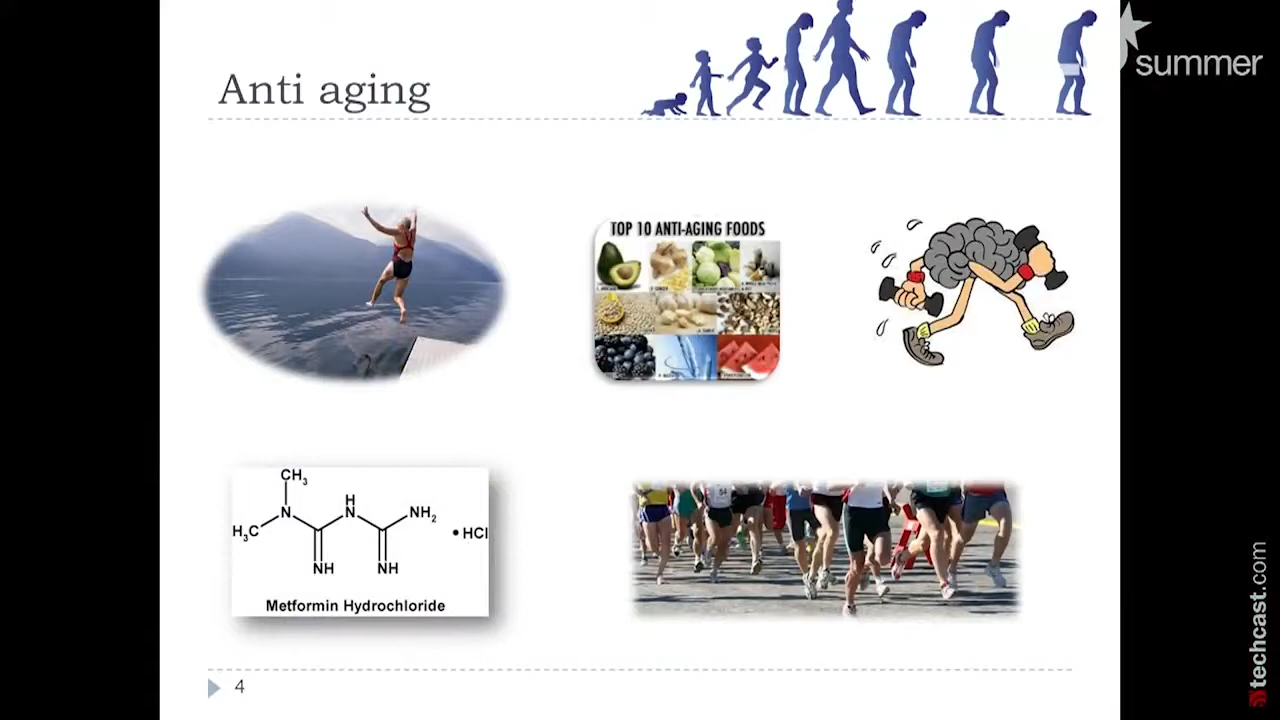 Anti aging
summer
TOP 10 ANTI-AGING FOODS
54
CH3
H
N
N
NH2
H3C
• HCl
NH
NH
Metformin Hydrochloride
4
techcast.com